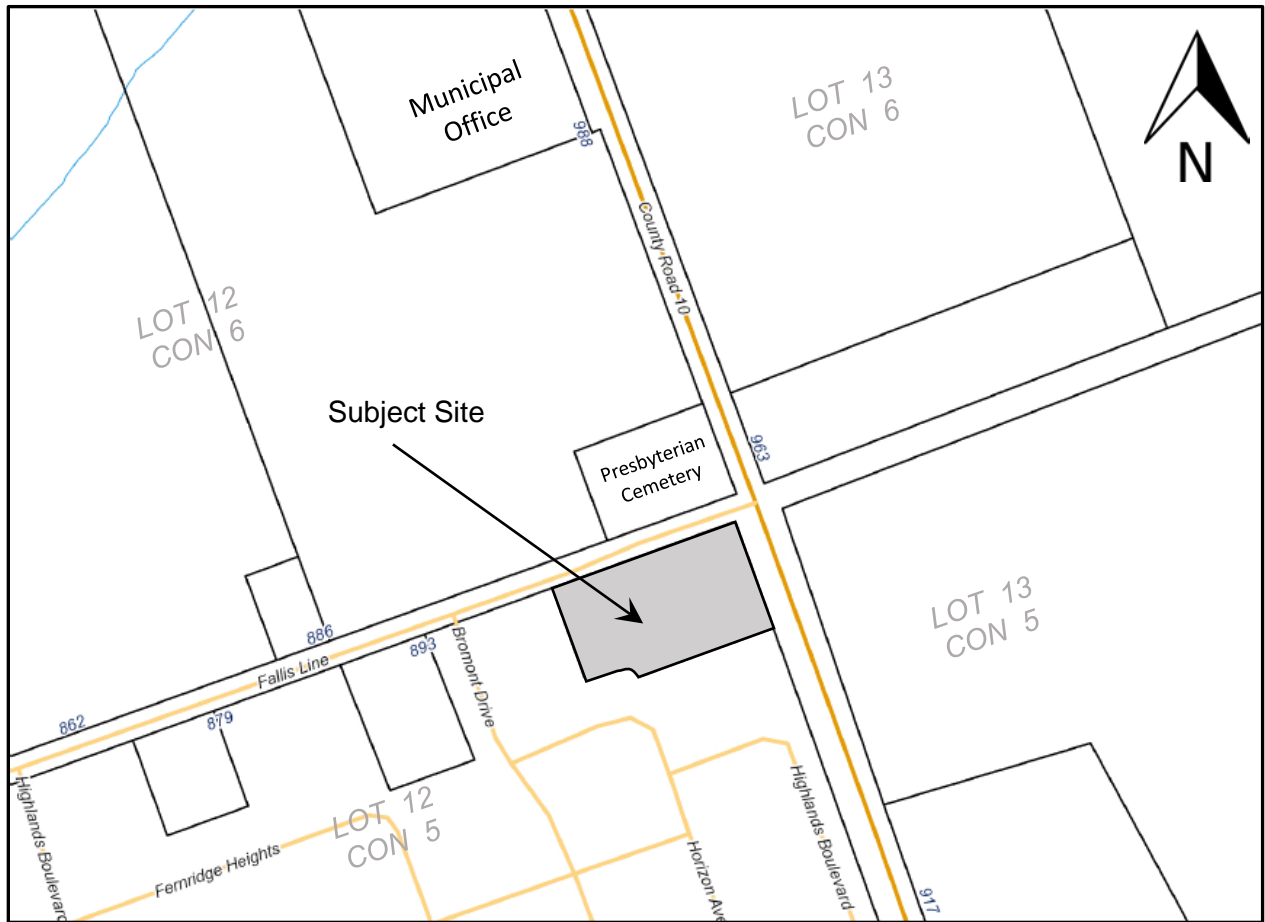 Municipal
Office
LOT 13
CON 6
N
988
County Road 10
LOT 12
CON 6
Subject Site
Presbyterian
Cemetery
963
LOT 13
CON 5
886
893
Fallis Line
Bromont Drive
862
879
Highlands Boulevard
LOT 12
CON 5
Fernridge Heights
Horizon Ave
Highlands Boulevard
917